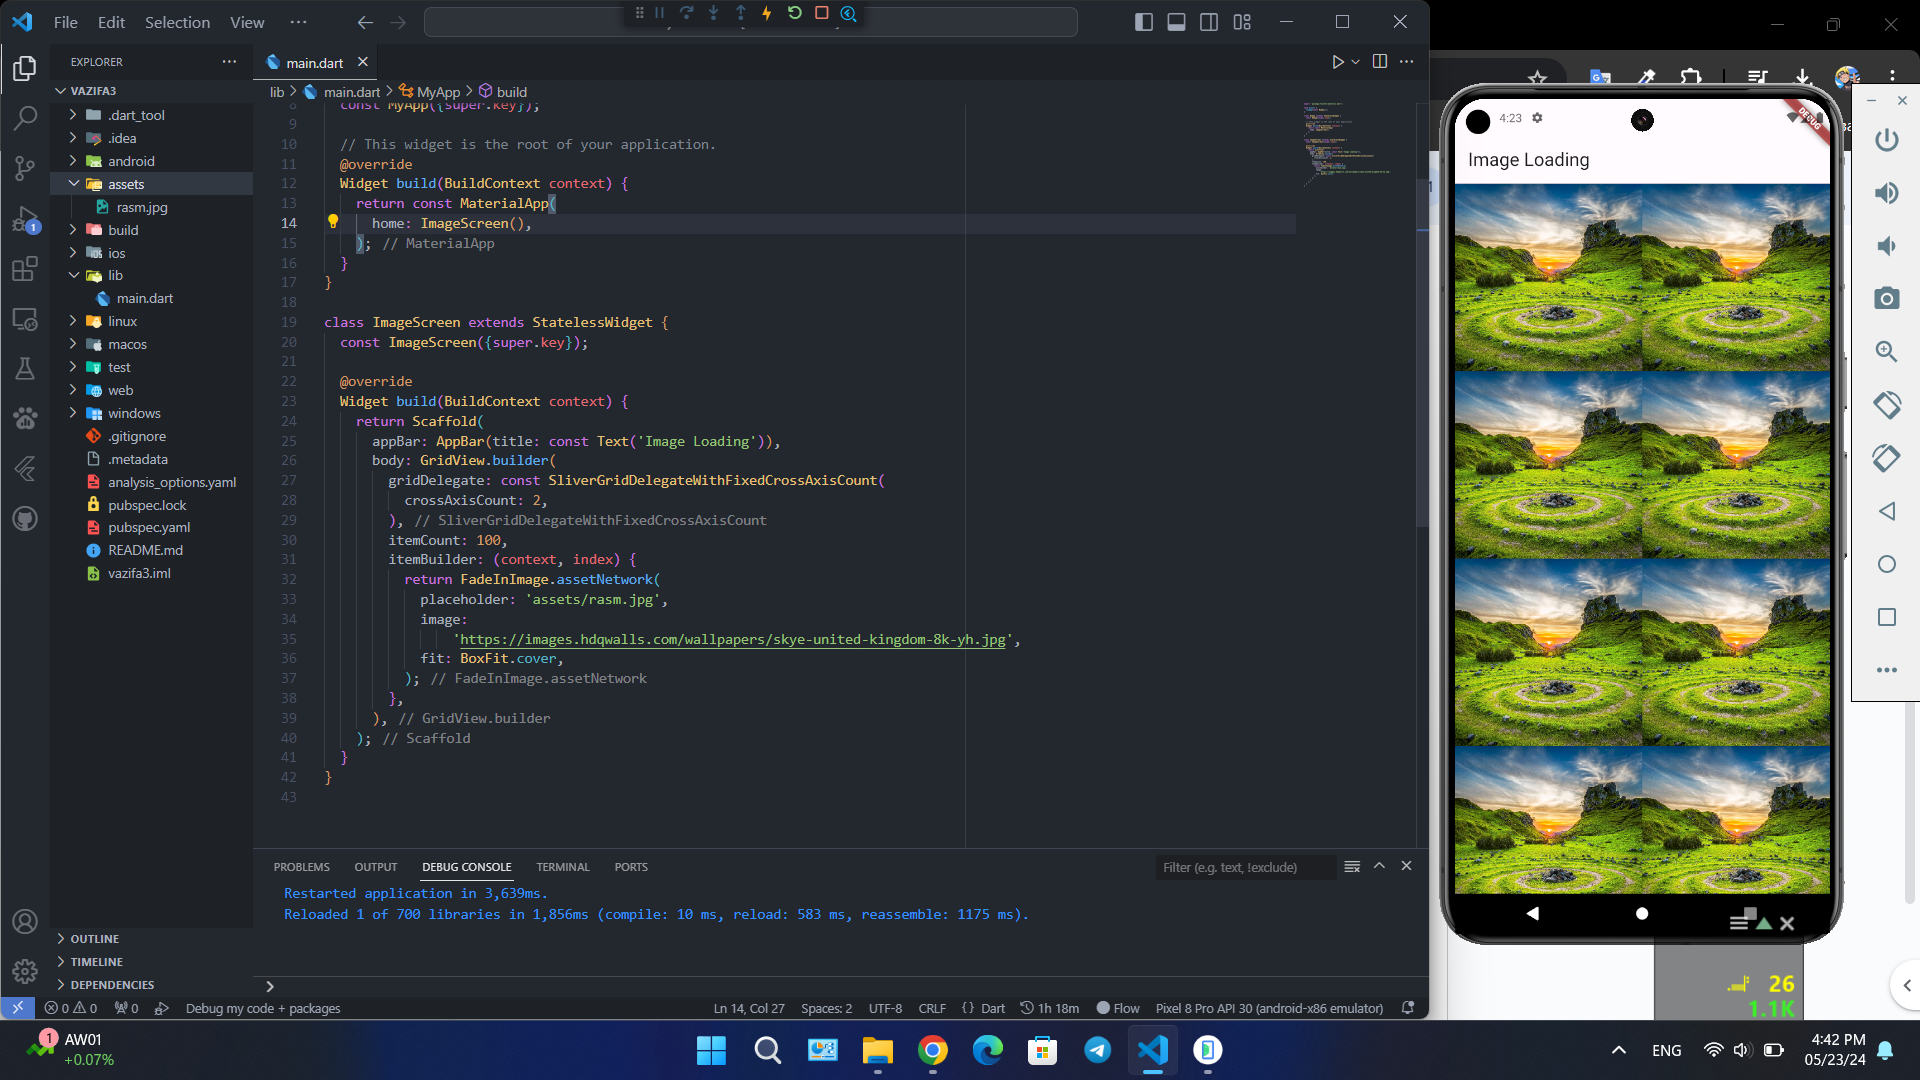 File Edit Selection View ···
EXPLORER
main.dart
VAZIFA3
.dart_tool
.idea
android
assets
rasm.jpg
build
ios
lib
main.dart
linux
macos
test
web
windows
.gitignore
.metadata
analysis_options.yaml
pubspec.lock
pubspec.yaml
README.md
vazifa3.iml
OUTLINE
TIMELINE
DEPENDENCIES
1
lib > main.dart > MyApp > build
8 const MyApp({super.key});
9
10 // This widget is the root of your application.
11 @override
12 Widget build(BuildContext context) {
13 return const MaterialApp(
14 home: ImageScreen(),
15 ); // MaterialApp
16 }
17 }
18
19 class ImageScreen extends StatelessWidget {
20 const ImageScreen({super.key});
21
22 @override
23 Widget build(BuildContext context) {
24 return Scaffold(
25 appBar: AppBar(title: const Text('Image Loading')),
26 body: GridView.builder(
27 gridDelegate: const SliverGridDelegateWithFixedCrossAxisCount(
28 crossAxisCount: 2,
29 ), // SliverGridDelegateWithFixedCrossAxisCount
30 itemCount: 100,
31 itemBuilder: (context, index) {
32 return FadeInImage.assetNetwork(
33 placeholder: 'assets/rasm.jpg',
34 image:
35 'https://images.hdqwalls.com/wallpapers/skye-united-kingdom-8k-yh.jpg',
36 fit: BoxFit.cover,
37 ); // FadeInImage.assetNetwork
38 },
39 ), // GridView.builder
40 ); // Scaffold
41 }
42 }
43
PROBLEMS OUTPUT DEBUG CONSOLE TERMINAL PORTS
Filter (e.g. text, !exclude)
Restarted application in 3,639ms.
Reloaded 1 of 700 libraries in 1,856ms (compile: 10 ms, reload: 583 ms, reassemble: 1175 ms).
0 0 0 Debug my code + packages
Ln 14, Col 27 Spaces: 2 UTF-8 CRLF {} Dart 1h 18m Flow Pixel 8 Pro API 30 (android-x86 emulator)
4:23
DEBUG
Image Loading
26
1.1K
1
AW01
+0.07%
ENG
4:42 PM
05/23/24